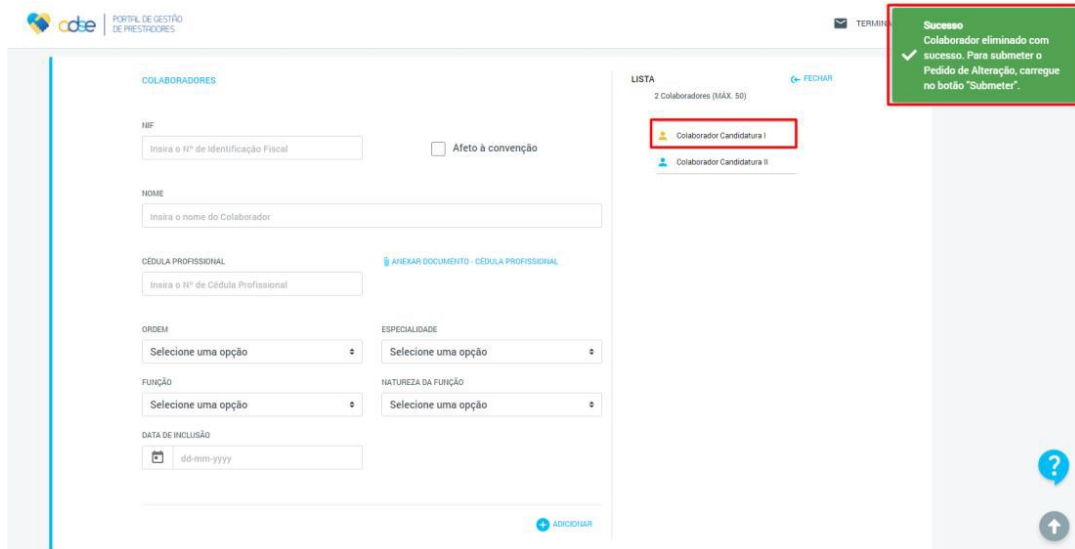 adse
PORTAL DE GESTÃO
DE PRESTADORES
Sucesso
Colaborador eliminado com
sucesso. Para submeter o
Pedido de Alteração, carregue
no botão "Submeter".
COLABORADORES
NIF
Insira o Nº de Identificação Fiscal
Afeto à convenção
NOME
Insira o nome do Colaborador
CÉDULA PROFISSIONAL
ANEXAR DOCUMENTO - CÉDULA PROFISSIONAL
Insira o Nº de Cédula Profissional
ORDEM
ESPECIALIDADE
Selecione uma opção
Selecione uma opção
FUNÇÃO
NATUREZA DA FUNÇÃO
Selecione uma opção
Selecione uma opção
DATA DE INCLUSÃO
dd-mm-yyyy
ADICIONAR
LISTA
FECHAR
2 Colaboradores (MÁX. 50)
Colaborador Candidatura I
Colaborador Candidatura II
?